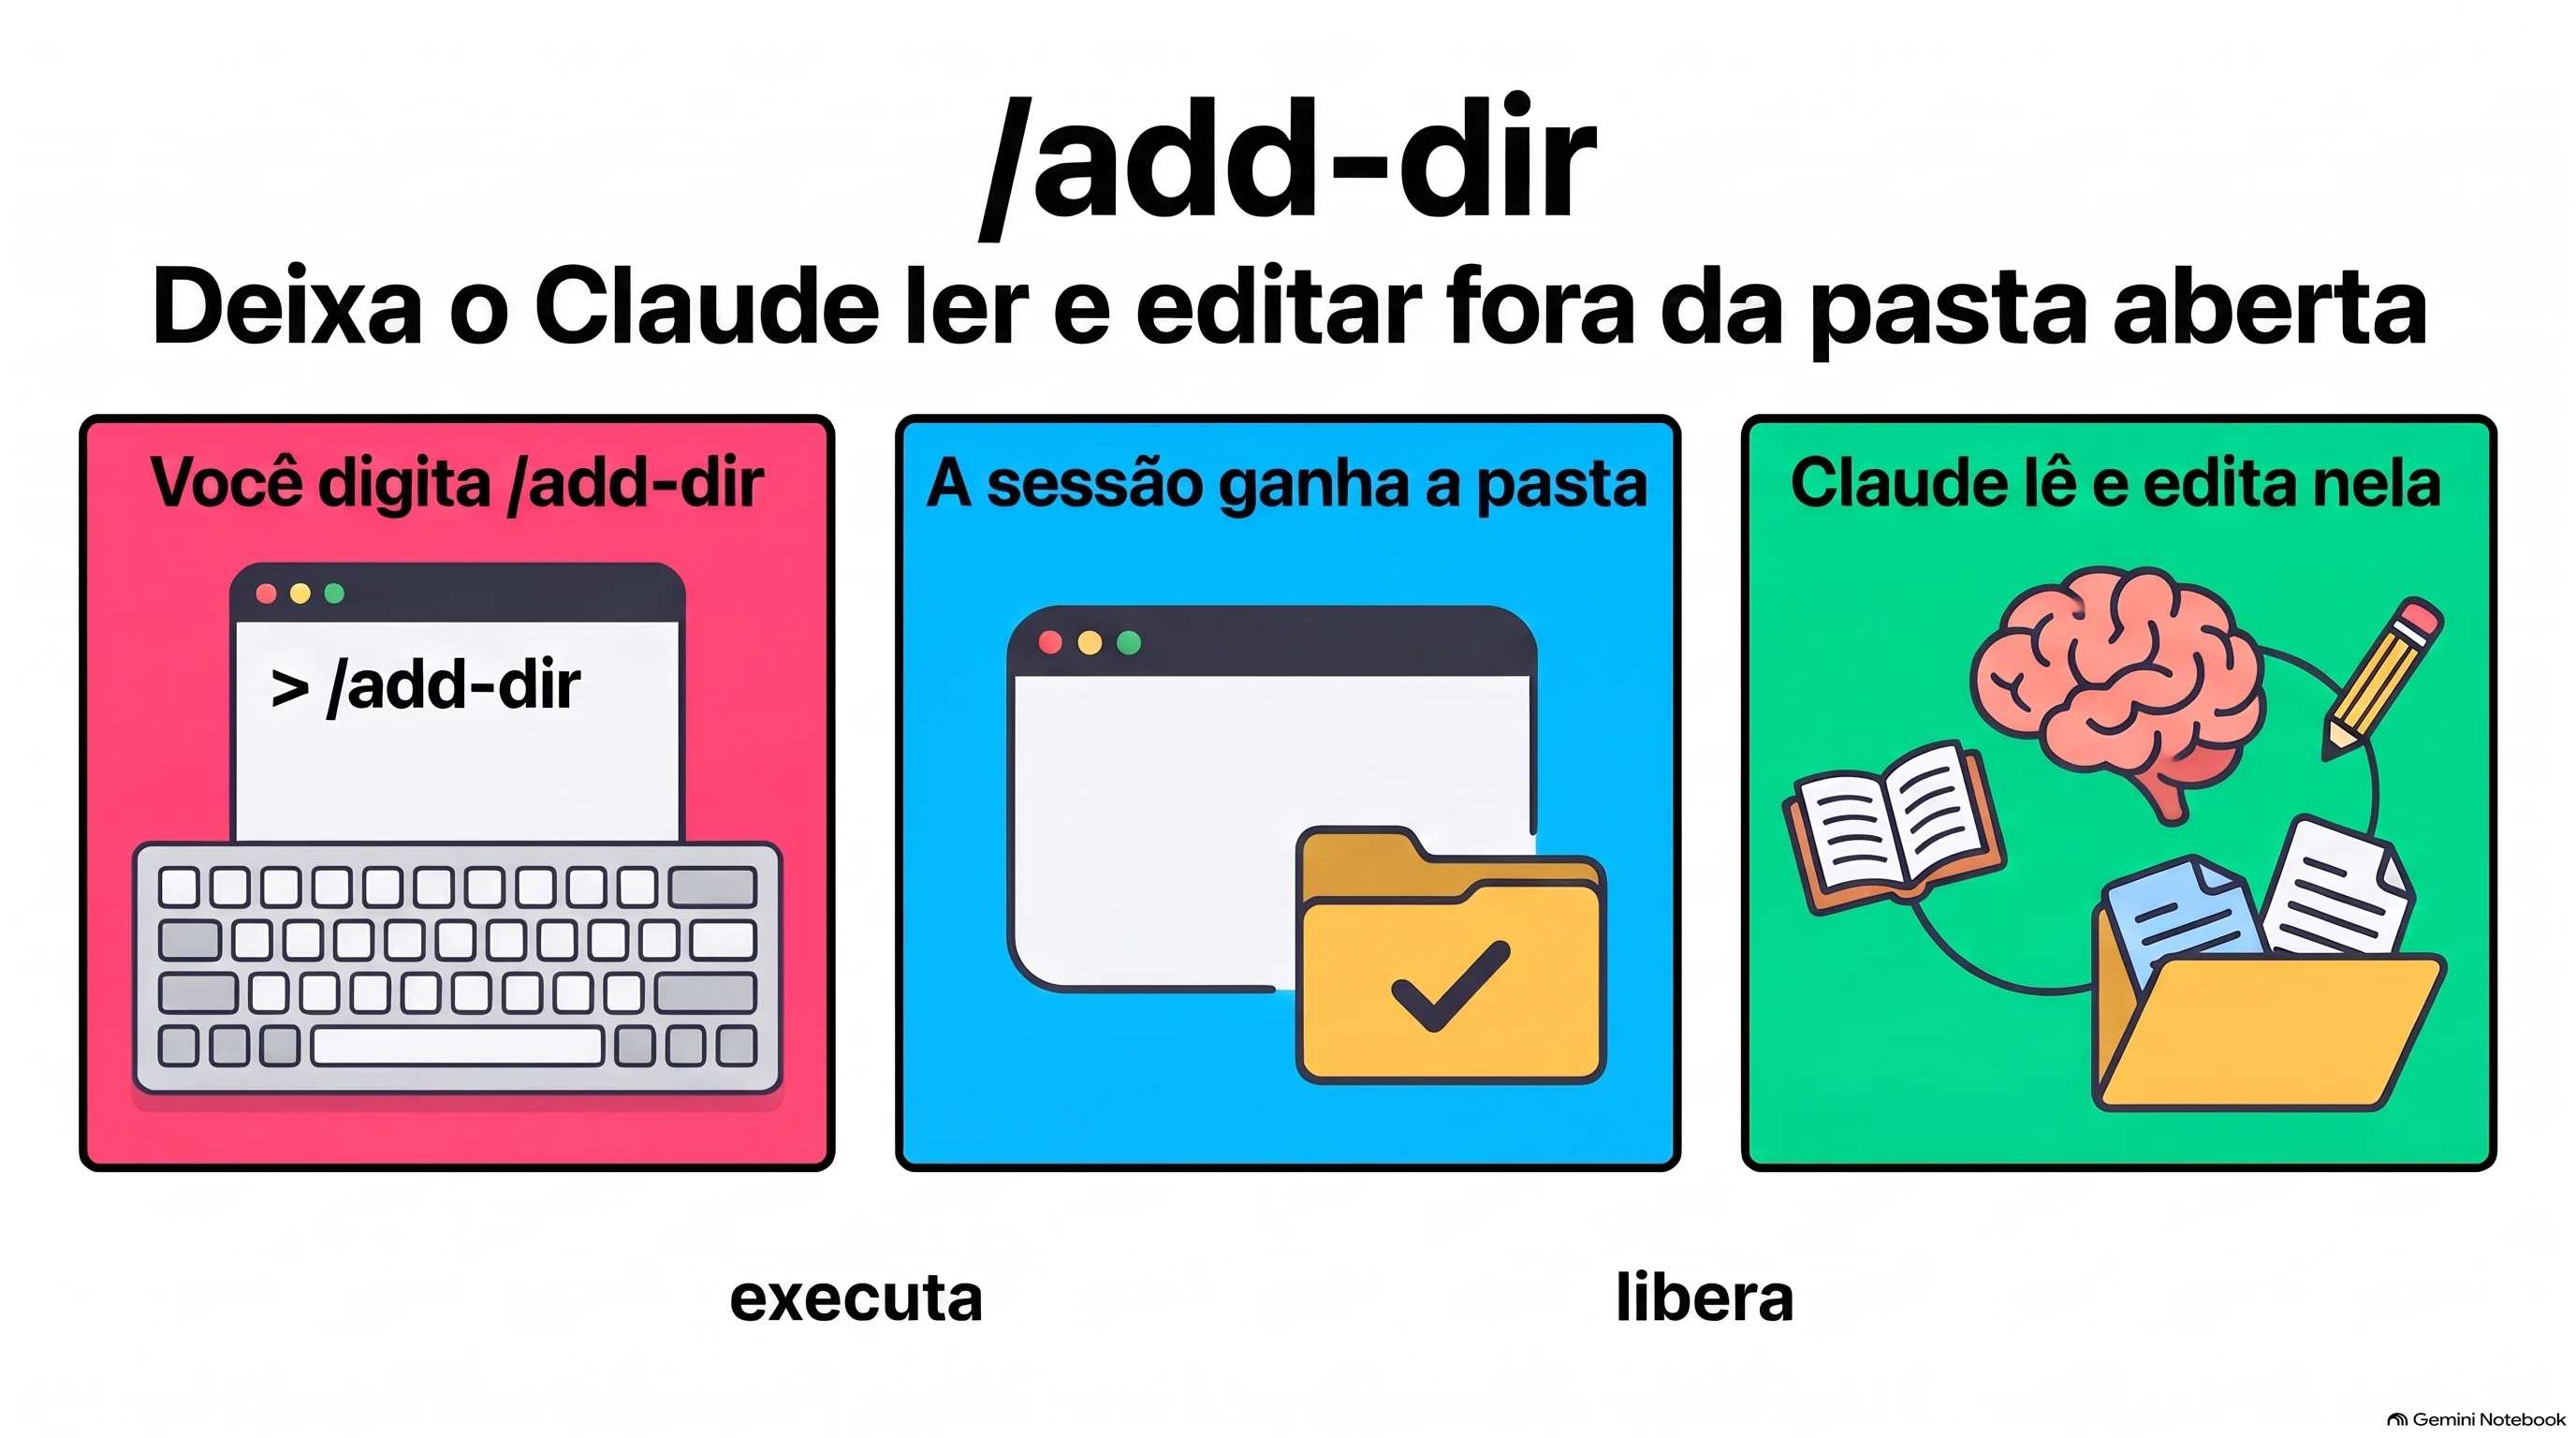 /add-dir
Deixa o Claude ler e editar fora da pasta aberta
Você digita /add-dir
> /add-dir
A sessão ganha a pasta
Claude lê e edita nela
executa
libera
Gemini Notebook